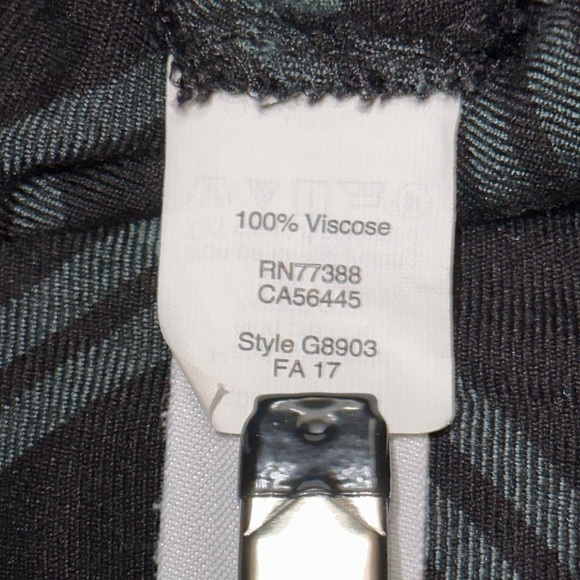 100% Viscose
RN77388
CA56445
Style G8903
FA 17